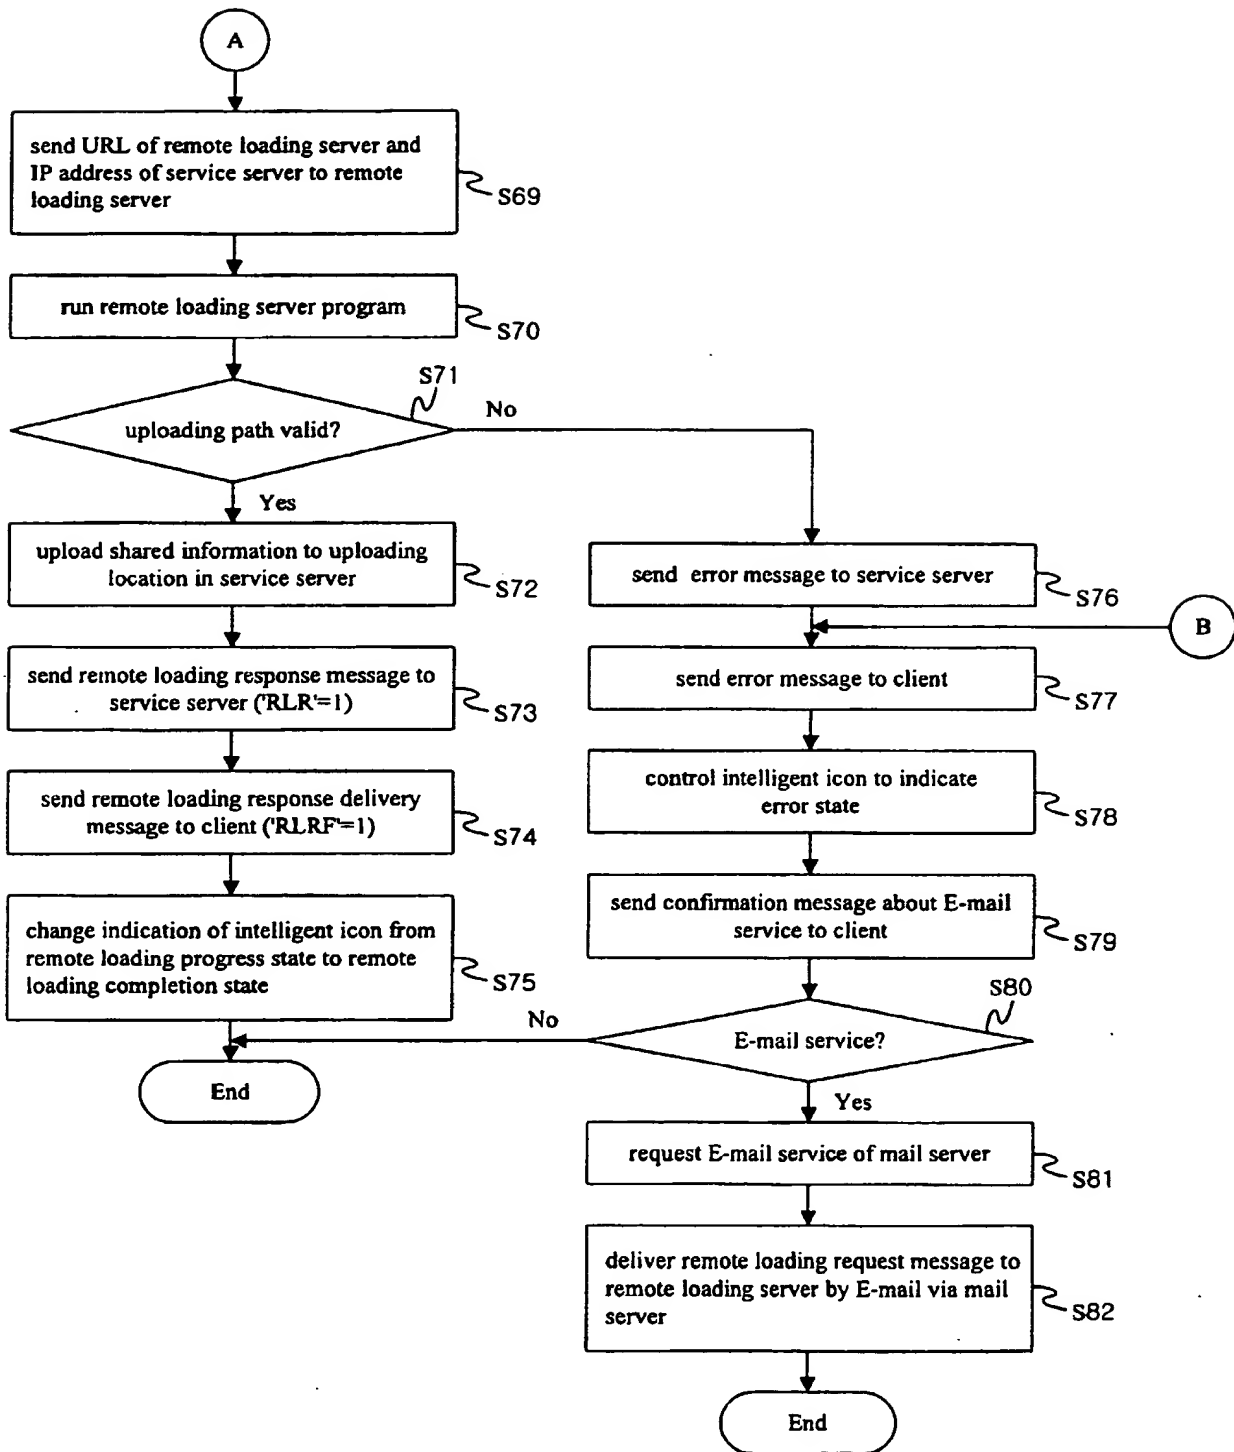 A
send URL of remote loading server and
IP address of service server to remote
loading server
S69
run remote loading server program
S70
S71
uploading path valid?
No
Yes
upload shared information to uploading
location in service server
S72
send remote loading response message to
service server ('RLR'=1)
S73
send remote loading response delivery
message to client ('RLRF'=1)
S74
change indication of intelligent icon from
remote loading progress state to remote
loading completion state
S75
End
send error message to service server
S76
B
send error message to client
S77
control intelligent icon to indicate
error state
S78
send confirmation message about E-mail
service to client
S79
S80
E-mail service?
No
Yes
request E-mail service of mail server
S81
deliver remote loading request message to
remote loading server by E-mail via mail
server
S82
End